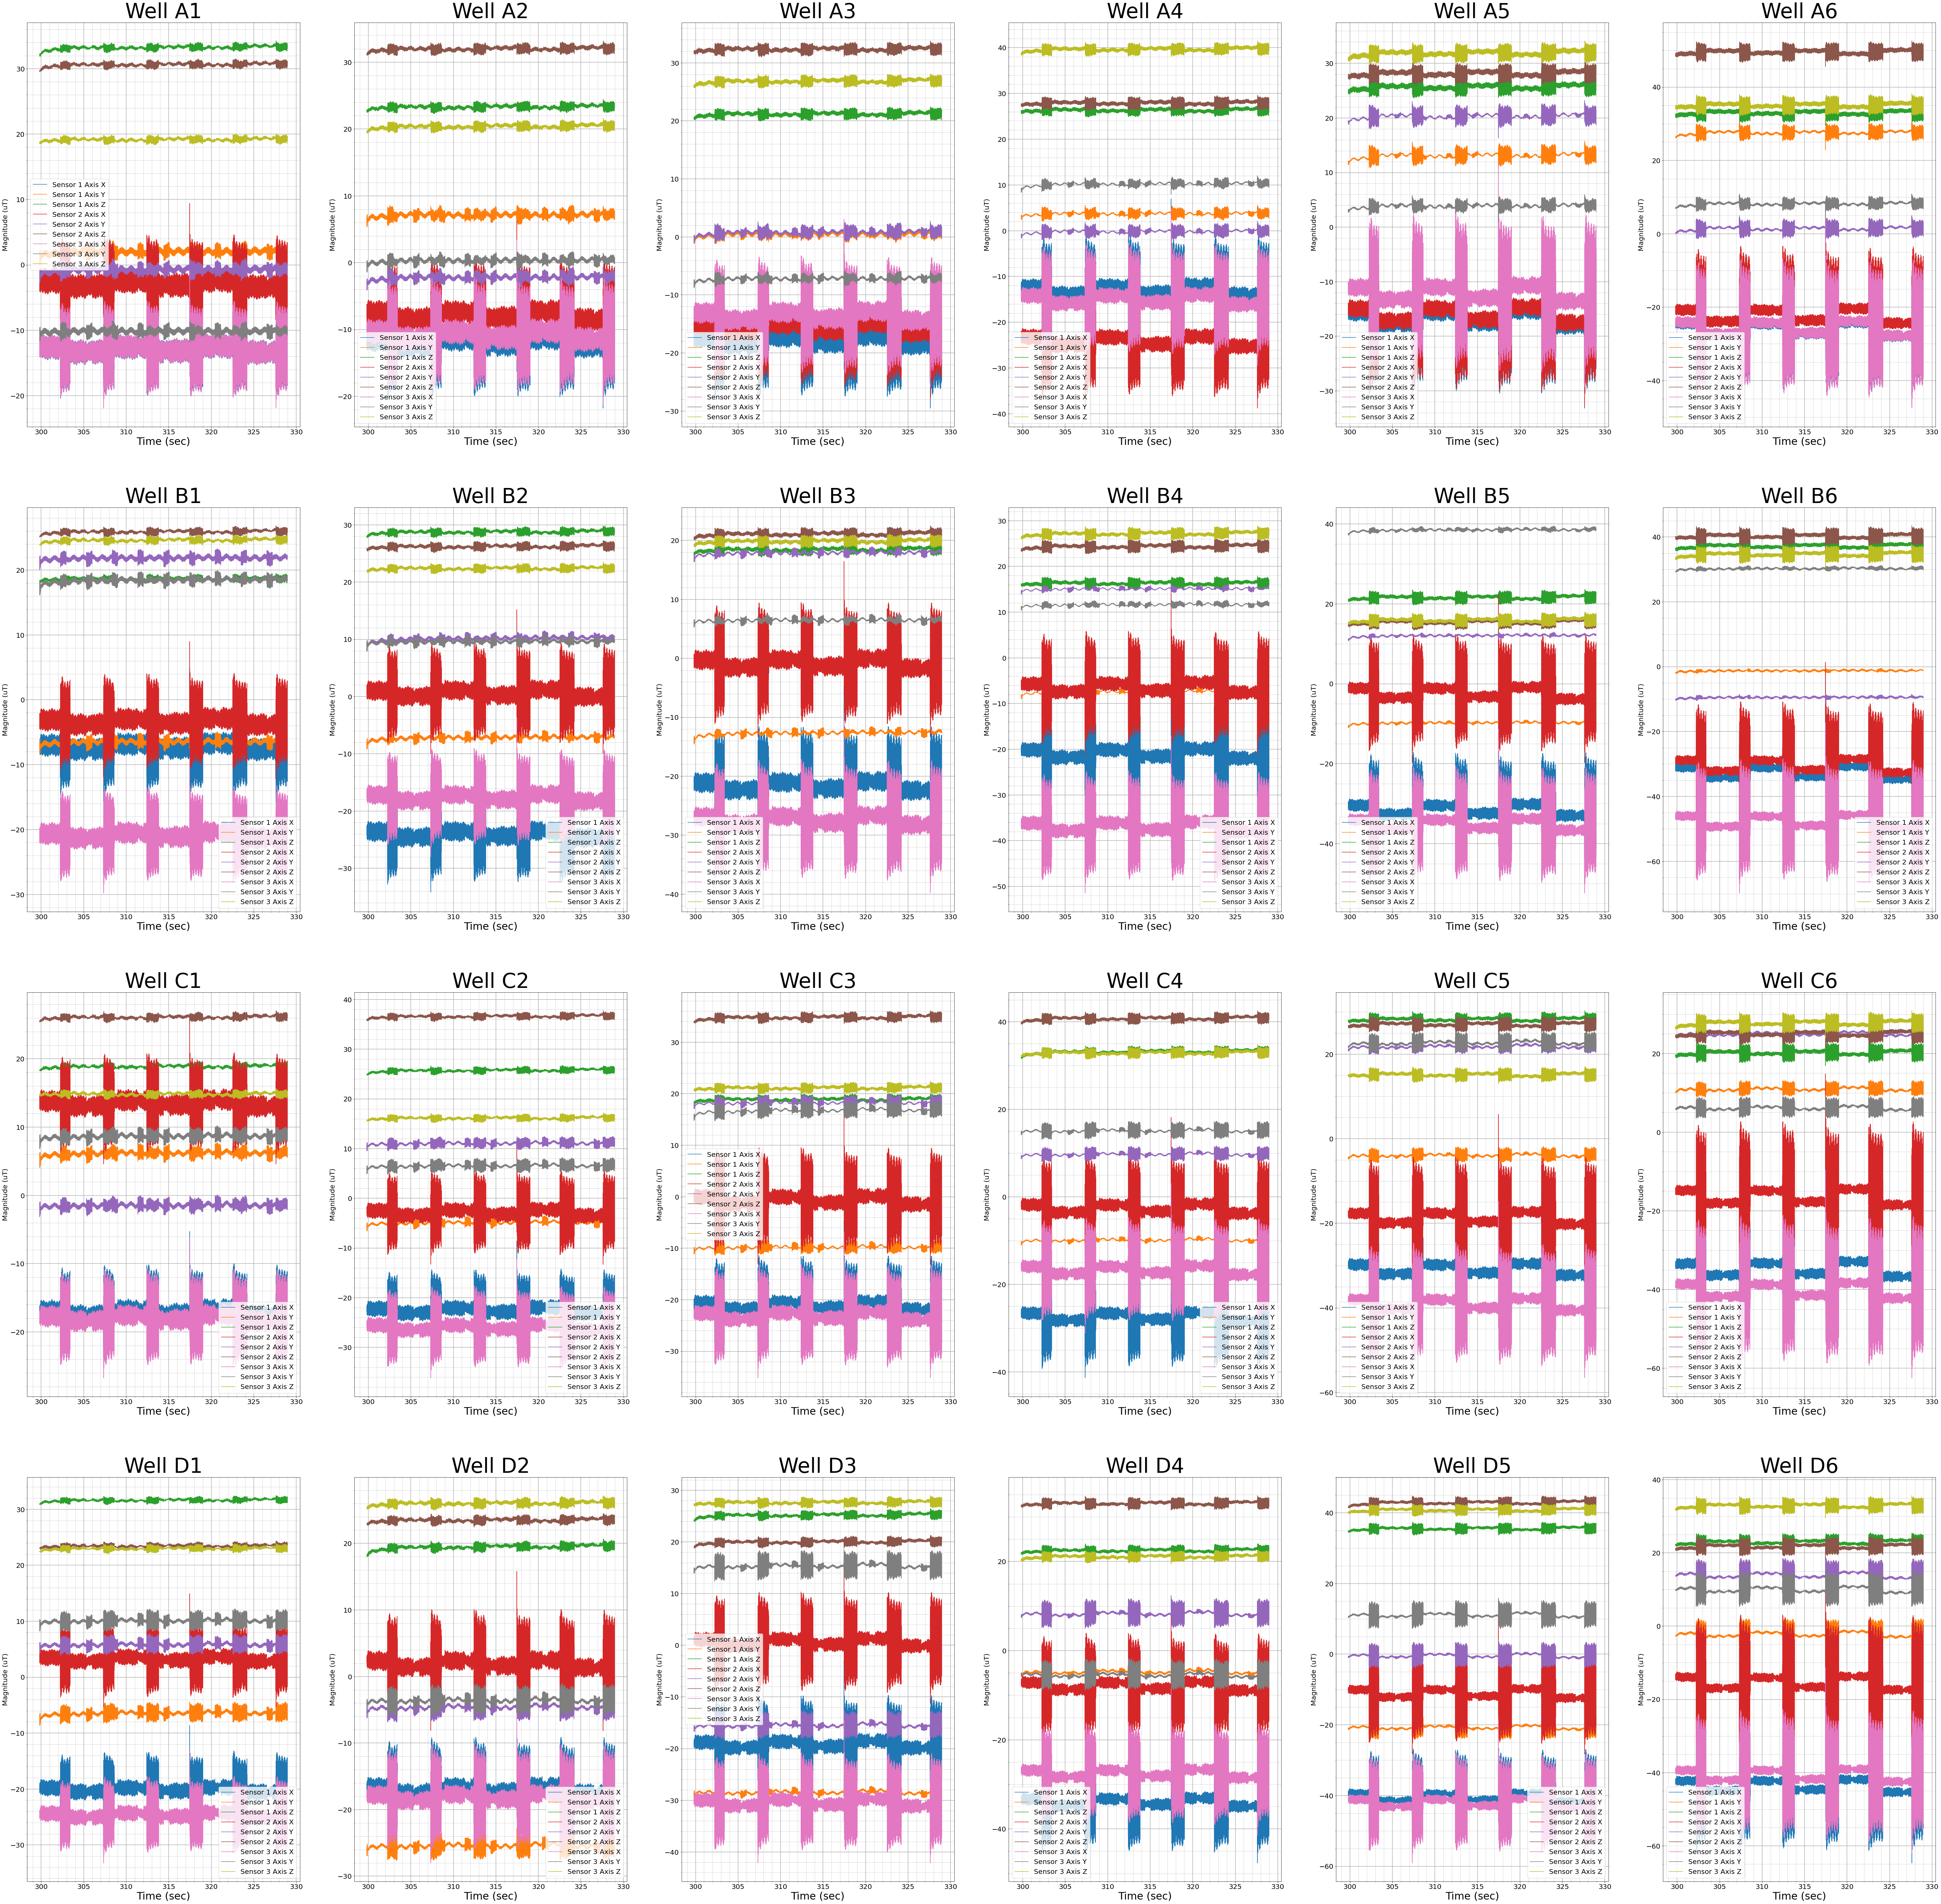 Well A1
30
20
10
0
−10
−20
Magnitude (uT)
Sensor 1 Axis X
Sensor 1 Axis Y
Sensor 1 Axis Z
Sensor 2 Axis X
Sensor 2 Axis Y
Sensor 2 Axis Z
Sensor 3 Axis X
Sensor 3 Axis Y
Sensor 3 Axis Z
300 305 310 315 320 325 330
Time (sec)
Well A2
30
20
10
0
−10
−20
Magnitude (uT)
Sensor 1 Axis X
Sensor 1 Axis Y
Sensor 1 Axis Z
Sensor 2 Axis X
Sensor 2 Axis Y
Sensor 2 Axis Z
Sensor 3 Axis X
Sensor 3 Axis Y
Sensor 3 Axis Z
300 305 310 315 320 325 330
Time (sec)
Well A3
30
20
10
0
−10
−20
−30
Magnitude (uT)
Sensor 1 Axis X
Sensor 1 Axis Y
Sensor 1 Axis Z
Sensor 2 Axis X
Sensor 2 Axis Y
Sensor 2 Axis Z
Sensor 3 Axis X
Sensor 3 Axis Y
Sensor 3 Axis Z
300 305 310 315 320 325 330
Time (sec)
Well A4
40
30
20
10
0
−10
−20
−30
−40
Magnitude (uT)
Sensor 1 Axis X
Sensor 1 Axis Y
Sensor 1 Axis Z
Sensor 2 Axis X
Sensor 2 Axis Y
Sensor 2 Axis Z
Sensor 3 Axis X
Sensor 3 Axis Y
Sensor 3 Axis Z
300 305 310 315 320 325 330
Time (sec)
Well A5
30
20
10
0
−10
−20
−30
Magnitude (uT)
Sensor 1 Axis X
Sensor 1 Axis Y
Sensor 1 Axis Z
Sensor 2 Axis X
Sensor 2 Axis Y
Sensor 2 Axis Z
Sensor 3 Axis X
Sensor 3 Axis Y
Sensor 3 Axis Z
300 305 310 315 320 325 330
Time (sec)
Well A6
40
20
0
−20
−40
Magnitude (uT)
Sensor 1 Axis X
Sensor 1 Axis Y
Sensor 1 Axis Z
Sensor 2 Axis X
Sensor 2 Axis Y
Sensor 2 Axis Z
Sensor 3 Axis X
Sensor 3 Axis Y
Sensor 3 Axis Z
300 305 310 315 320 325 330
Time (sec)
Well B1
20
10
0
−10
−20
−30
Magnitude (uT)
Sensor 1 Axis X
Sensor 1 Axis Y
Sensor 1 Axis Z
Sensor 2 Axis X
Sensor 2 Axis Y
Sensor 2 Axis Z
Sensor 3 Axis X
Sensor 3 Axis Y
Sensor 3 Axis Z
300 305 310 315 320 325 330
Time (sec)
Well B2
30
20
10
0
−10
−20
−30
Magnitude (uT)
Sensor 1 Axis X
Sensor 1 Axis Y
Sensor 1 Axis Z
Sensor 2 Axis X
Sensor 2 Axis Y
Sensor 2 Axis Z
Sensor 3 Axis X
Sensor 3 Axis Y
Sensor 3 Axis Z
300 305 310 315 320 325 330
Time (sec)
Well B3
20
10
0
−10
−20
−30
−40
Magnitude (uT)
Sensor 1 Axis X
Sensor 1 Axis Y
Sensor 1 Axis Z
Sensor 2 Axis X
Sensor 2 Axis Y
Sensor 2 Axis Z
Sensor 3 Axis X
Sensor 3 Axis Y
Sensor 3 Axis Z
300 305 310 315 320 325 330
Time (sec)
Well B4
30
20
10
0
−10
−20
−30
−40
−50
Magnitude (uT)
Sensor 1 Axis X
Sensor 1 Axis Y
Sensor 1 Axis Z
Sensor 2 Axis X
Sensor 2 Axis Y
Sensor 2 Axis Z
Sensor 3 Axis X
Sensor 3 Axis Y
Sensor 3 Axis Z
300 305 310 315 320 325 330
Time (sec)
Well B5
40
20
0
−20
−40
Magnitude (uT)
Sensor 1 Axis X
Sensor 1 Axis Y
Sensor 1 Axis Z
Sensor 2 Axis X
Sensor 2 Axis Y
Sensor 2 Axis Z
Sensor 3 Axis X
Sensor 3 Axis Y
Sensor 3 Axis Z
300 305 310 315 320 325 330
Time (sec)
Well B6
40
20
0
−20
−40
−60
Magnitude (uT)
Sensor 1 Axis X
Sensor 1 Axis Y
Sensor 1 Axis Z
Sensor 2 Axis X
Sensor 2 Axis Y
Sensor 2 Axis Z
Sensor 3 Axis X
Sensor 3 Axis Y
Sensor 3 Axis Z
300 305 310 315 320 325 330
Time (sec)
Well C1
20
10
0
−10
−20
Magnitude (uT)
Sensor 1 Axis X
Sensor 1 Axis Y
Sensor 1 Axis Z
Sensor 2 Axis X
Sensor 2 Axis Y
Sensor 2 Axis Z
Sensor 3 Axis X
Sensor 3 Axis Y
Sensor 3 Axis Z
300 305 310 315 320 325 330
Time (sec)
Well C2
40
30
20
10
0
−10
−20
−30
Magnitude (uT)
Sensor 1 Axis X
Sensor 1 Axis Y
Sensor 1 Axis Z
Sensor 2 Axis X
Sensor 2 Axis Y
Sensor 2 Axis Z
Sensor 3 Axis X
Sensor 3 Axis Y
Sensor 3 Axis Z
300 305 310 315 320 325 330
Time (sec)
Well C3
30
20
10
0
−10
−20
−30
Magnitude (uT)
Sensor 1 Axis X
Sensor 1 Axis Y
Sensor 1 Axis Z
Sensor 2 Axis X
Sensor 2 Axis Y
Sensor 2 Axis Z
Sensor 3 Axis X
Sensor 3 Axis Y
Sensor 3 Axis Z
300 305 310 315 320 325 330
Time (sec)
Well C4
40
20
0
−20
−40
Magnitude (uT)
Sensor 1 Axis X
Sensor 1 Axis Y
Sensor 1 Axis Z
Sensor 2 Axis X
Sensor 2 Axis Y
Sensor 2 Axis Z
Sensor 3 Axis X
Sensor 3 Axis Y
Sensor 3 Axis Z
300 305 310 315 320 325 330
Time (sec)
Well C5
20
0
−20
−40
−60
Magnitude (uT)
Sensor 1 Axis X
Sensor 1 Axis Y
Sensor 1 Axis Z
Sensor 2 Axis X
Sensor 2 Axis Y
Sensor 2 Axis Z
Sensor 3 Axis X
Sensor 3 Axis Y
Sensor 3 Axis Z
300 305 310 315 320 325 330
Time (sec)
Well C6
20
0
−20
−40
−60
Magnitude (uT)
Sensor 1 Axis X
Sensor 1 Axis Y
Sensor 1 Axis Z
Sensor 2 Axis X
Sensor 2 Axis Y
Sensor 2 Axis Z
Sensor 3 Axis X
Sensor 3 Axis Y
Sensor 3 Axis Z
300 305 310 315 320 325 330
Time (sec)
Well D1
30
20
10
0
−10
−20
−30
Magnitude (uT)
Sensor 1 Axis X
Sensor 1 Axis Y
Sensor 1 Axis Z
Sensor 2 Axis X
Sensor 2 Axis Y
Sensor 2 Axis Z
Sensor 3 Axis X
Sensor 3 Axis Y
Sensor 3 Axis Z
300 305 310 315 320 325 330
Time (sec)
Well D2
20
10
0
−10
−20
−30
Magnitude (uT)
Sensor 1 Axis X
Sensor 1 Axis Y
Sensor 1 Axis Z
Sensor 2 Axis X
Sensor 2 Axis Y
Sensor 2 Axis Z
Sensor 3 Axis X
Sensor 3 Axis Y
Sensor 3 Axis Z
300 305 310 315 320 325 330
Time (sec)
Well D3
30
20
10
0
−10
−20
−30
−40
Magnitude (uT)
Sensor 1 Axis X
Sensor 1 Axis Y
Sensor 1 Axis Z
Sensor 2 Axis X
Sensor 2 Axis Y
Sensor 2 Axis Z
Sensor 3 Axis X
Sensor 3 Axis Y
Sensor 3 Axis Z
300 305 310 315 320 325 330
Time (sec)
Well D4
20
0
−20
−40
Magnitude (uT)
Sensor 1 Axis X
Sensor 1 Axis Y
Sensor 1 Axis Z
Sensor 2 Axis X
Sensor 2 Axis Y
Sensor 2 Axis Z
Sensor 3 Axis X
Sensor 3 Axis Y
Sensor 3 Axis Z
300 305 310 315 320 325 330
Time (sec)
Well D5
40
20
0
−20
−40
−60
Magnitude (uT)
Sensor 1 Axis X
Sensor 1 Axis Y
Sensor 1 Axis Z
Sensor 2 Axis X
Sensor 2 Axis Y
Sensor 2 Axis Z
Sensor 3 Axis X
Sensor 3 Axis Y
Sensor 3 Axis Z
300 305 310 315 320 325 330
Time (sec)
Well D6
40
20
0
−20
−40
−60
Magnitude (uT)
Sensor 1 Axis X
Sensor 1 Axis Y
Sensor 1 Axis Z
Sensor 2 Axis X
Sensor 2 Axis Y
Sensor 2 Axis Z
Sensor 3 Axis X
Sensor 3 Axis Y
Sensor 3 Axis Z
300 305 310 315 320 325 330
Time (sec)